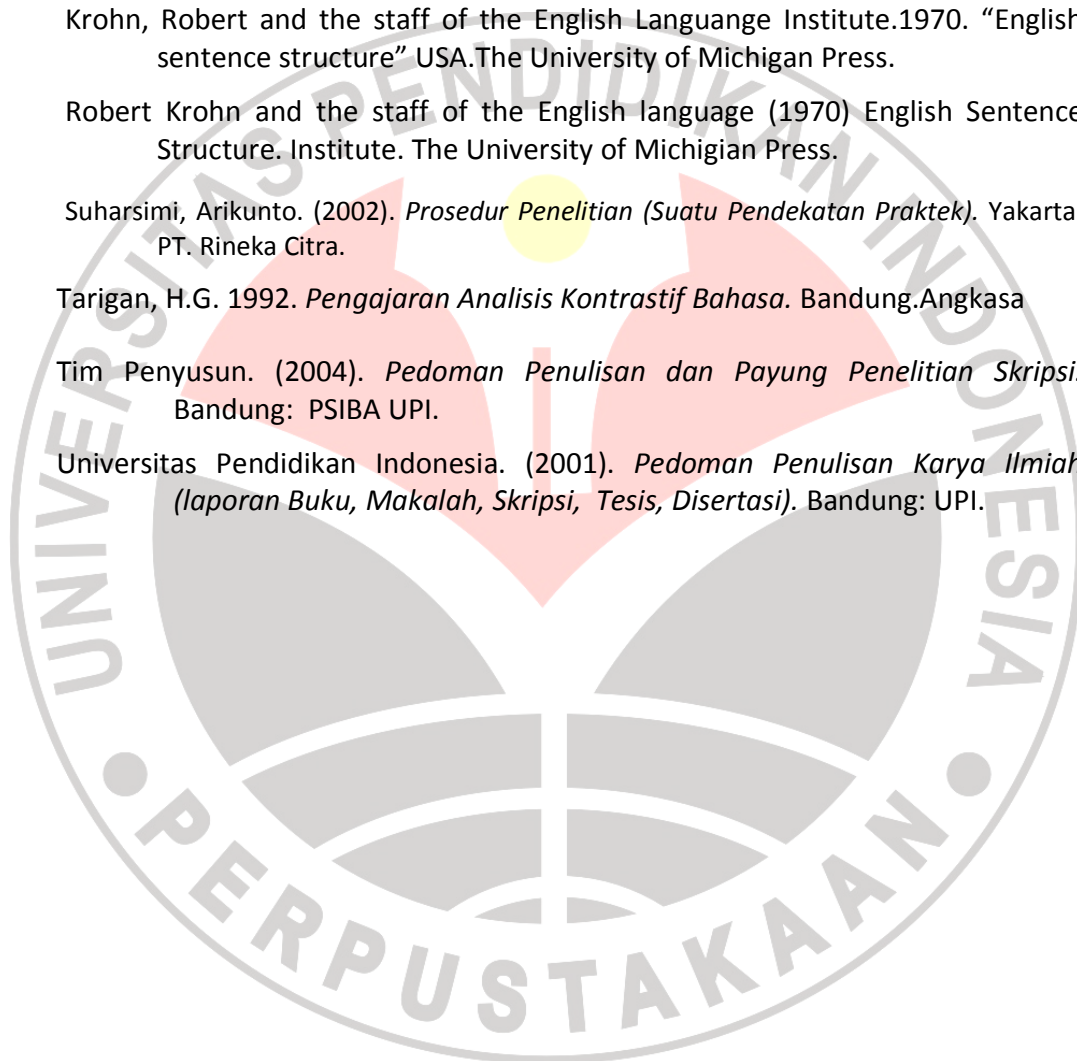 Krohn, Robert and the staff of the English Languange Institute.1970. “English
sentence structure” USA.The University of Michigan Press.
Robert Krohn and the staff of the English language (1970) English Sentence
Structure. Institute. The University of Michigian Press.
Suharsimi, Arikunto. (2002). Prosedur Penelitian (Suatu Pendekatan Praktek). Yakarta:
PT. Rineka Citra.
Tarigan, H.G. 1992. Pengajaran Analisis Kontrastif Bahasa. Bandung.Angkasa
Tim Penyusun. (2004). Pedoman Penulisan dan Payung Penelitian Skripsi.
Bandung: PSIBA UPI.
Universitas Pendidikan Indonesia. (2001). Pedoman Penulisan Karya Ilmiah
(laporan Buku, Makalah, Skripsi, Tesis, Disertasi). Bandung: UPI.
UNIVERSITAS PENDIDIKAN INDONESIA
PERPUSTAKAAN